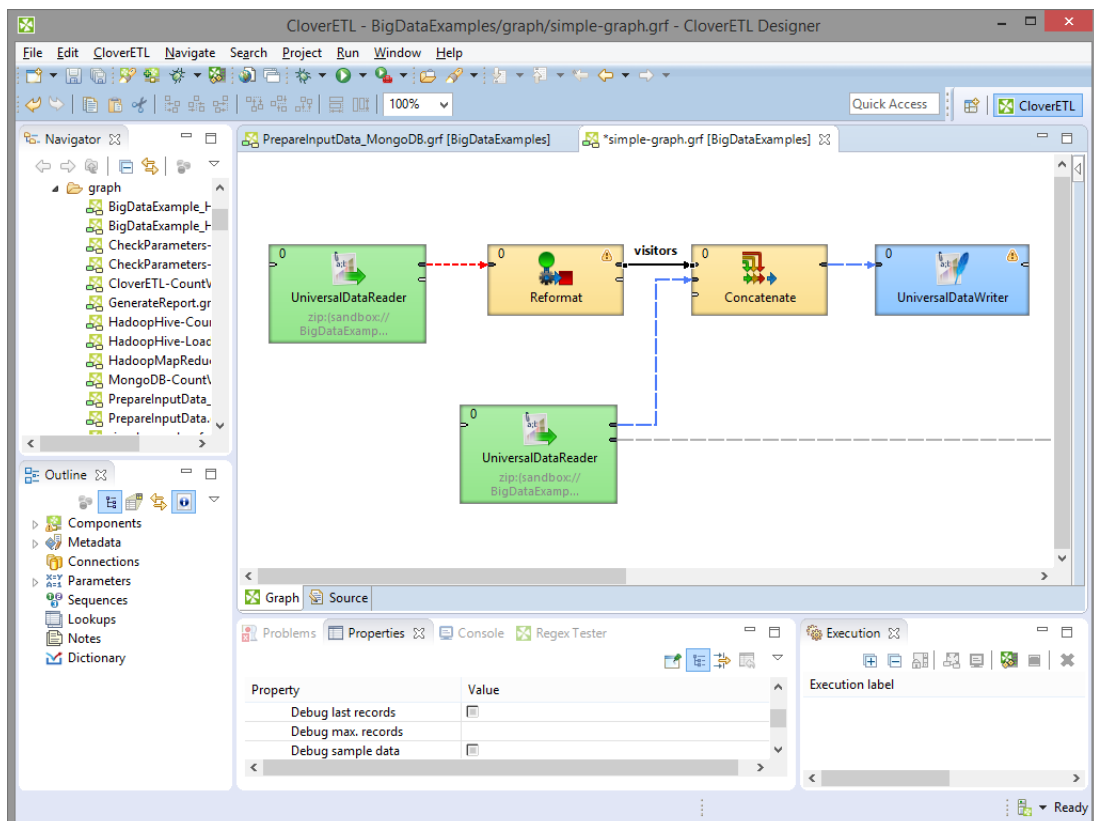 CloverETL - BigDataExamples/graph/simple-graph.grf - CloverETL Designer
File Edit CloverETL Navigate Search Project Run Window Help
100%
Quick Access
CloverETL
Navigator
graph
BigDataExample_H
BigDataExample_H
CheckParameters-
CheckParameters-
CloverETL-CountV
GenerateReport.gr
HadoopHive-Cour
HadoopHive-Loac
HadoopMapReduc
MongoDB-CountV
PrepareInputData_
PrepareInputData.
PrepareInputData_MongoDB.grf [BigDataExamples]
*simple-graph.grf [BigDataExamples]
0
UniversalDataReader
zip:(sandbox://
BigDataExamp...
0
Reformat
visitors
0
Concatenate
0
UniversalDataWriter
0
UniversalDataReader
zip:(sandbox://
BigDataExamp...
Graph
Source
Outline
Components
Metadata
Connections
Parameters
Sequences
Lookups
Notes
Dictionary
Problems
Properties
Console
Regex Tester
Property Value
Debug last records
Debug max. records
Debug sample data
Execution
Execution label
Ready